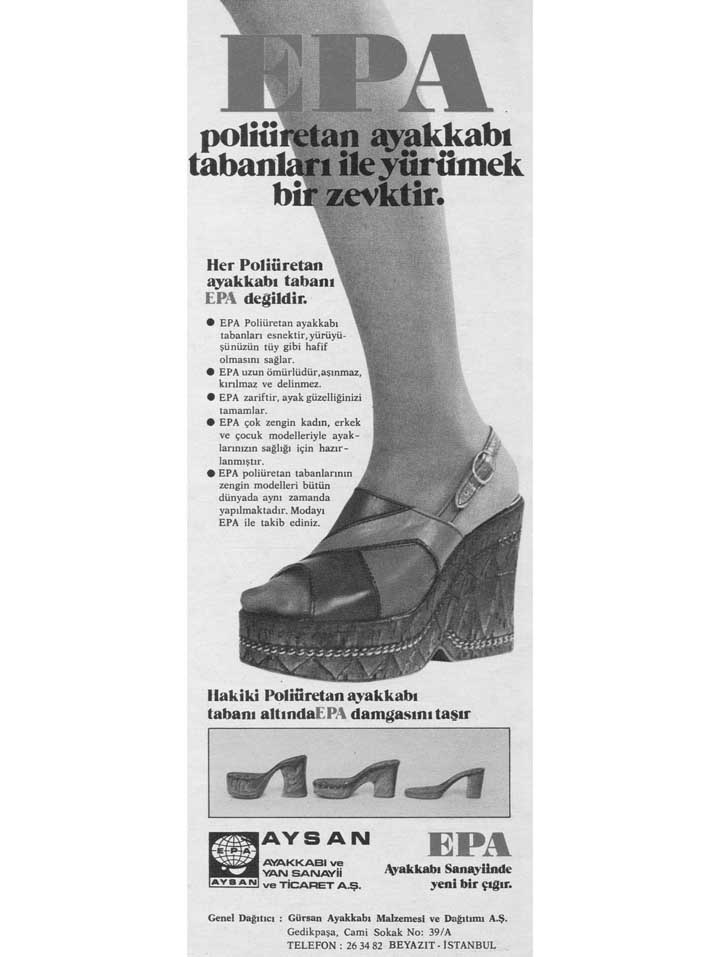 EPA
poliüretan ayakkabı
tabanları ile yürümek
bir zevktir.
Her Poliüretan
ayakkabı tabanı
EPA değildir.
● EPA Poliüretan ayakkabı
tabanları esnektir, yürüyü-
şünüzün tüy gibi hafif
olmasını sağlar.
● EPA uzun ömürlüdür,aşınmaz,
kırılmaz ve delinmez.
● EPA zariftir, ayak güzelliğinizi
tamamlar.
● EPA çok zengin kadın, erkek
ve çocuk modelleriyle ayak-
larınızın sağlığı için hazır-
lanmıştır.
● EPA poliüretan tabanlarının
zengin modelleri bütün
dünyada aynı zamanda
yapılmaktadır. Modayı
EPA ile takib ediniz.
Hakiki Poliüretan ayakkabı
tabanı altında EPA damgasını taşır
EPA
AYSAN
AYSAN
AYAKKABI ve
YAN SANAYİİ
ve TİCARET A.Ş.
EPA
Ayakkabı Sanayiinde
yeni bir çığır.
Genel Dağıtıcı : Gürsan Ayakkabı Malzemesi ve Dağıtımı A.Ş.
Gedikpaşa, Cami Sokak No: 39/A
TELEFON : 26 34 82 BEYAZIT - İSTANBUL